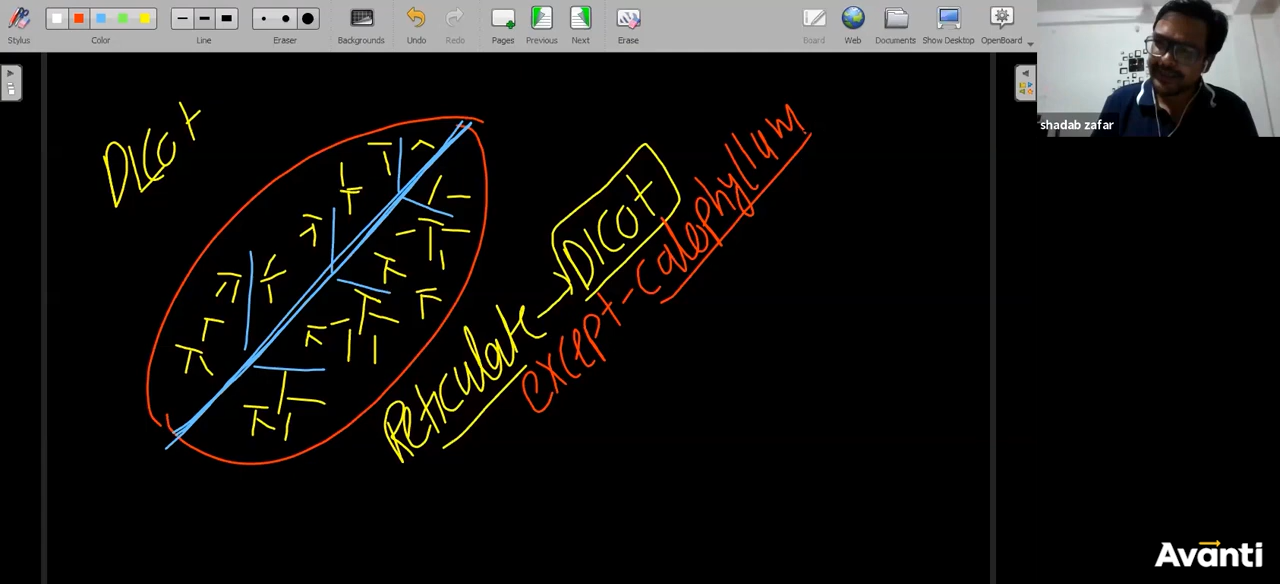 Stylus
Color
Line
Eraser
Backgrounds
Undo
Redo
Pages
Previous
Next
Erase
Board
Web
Documents
Show Desktop
OpenBoard
shadab zafar
DICOT
Reticulate → DICOT
except - calophyllum
Avanti